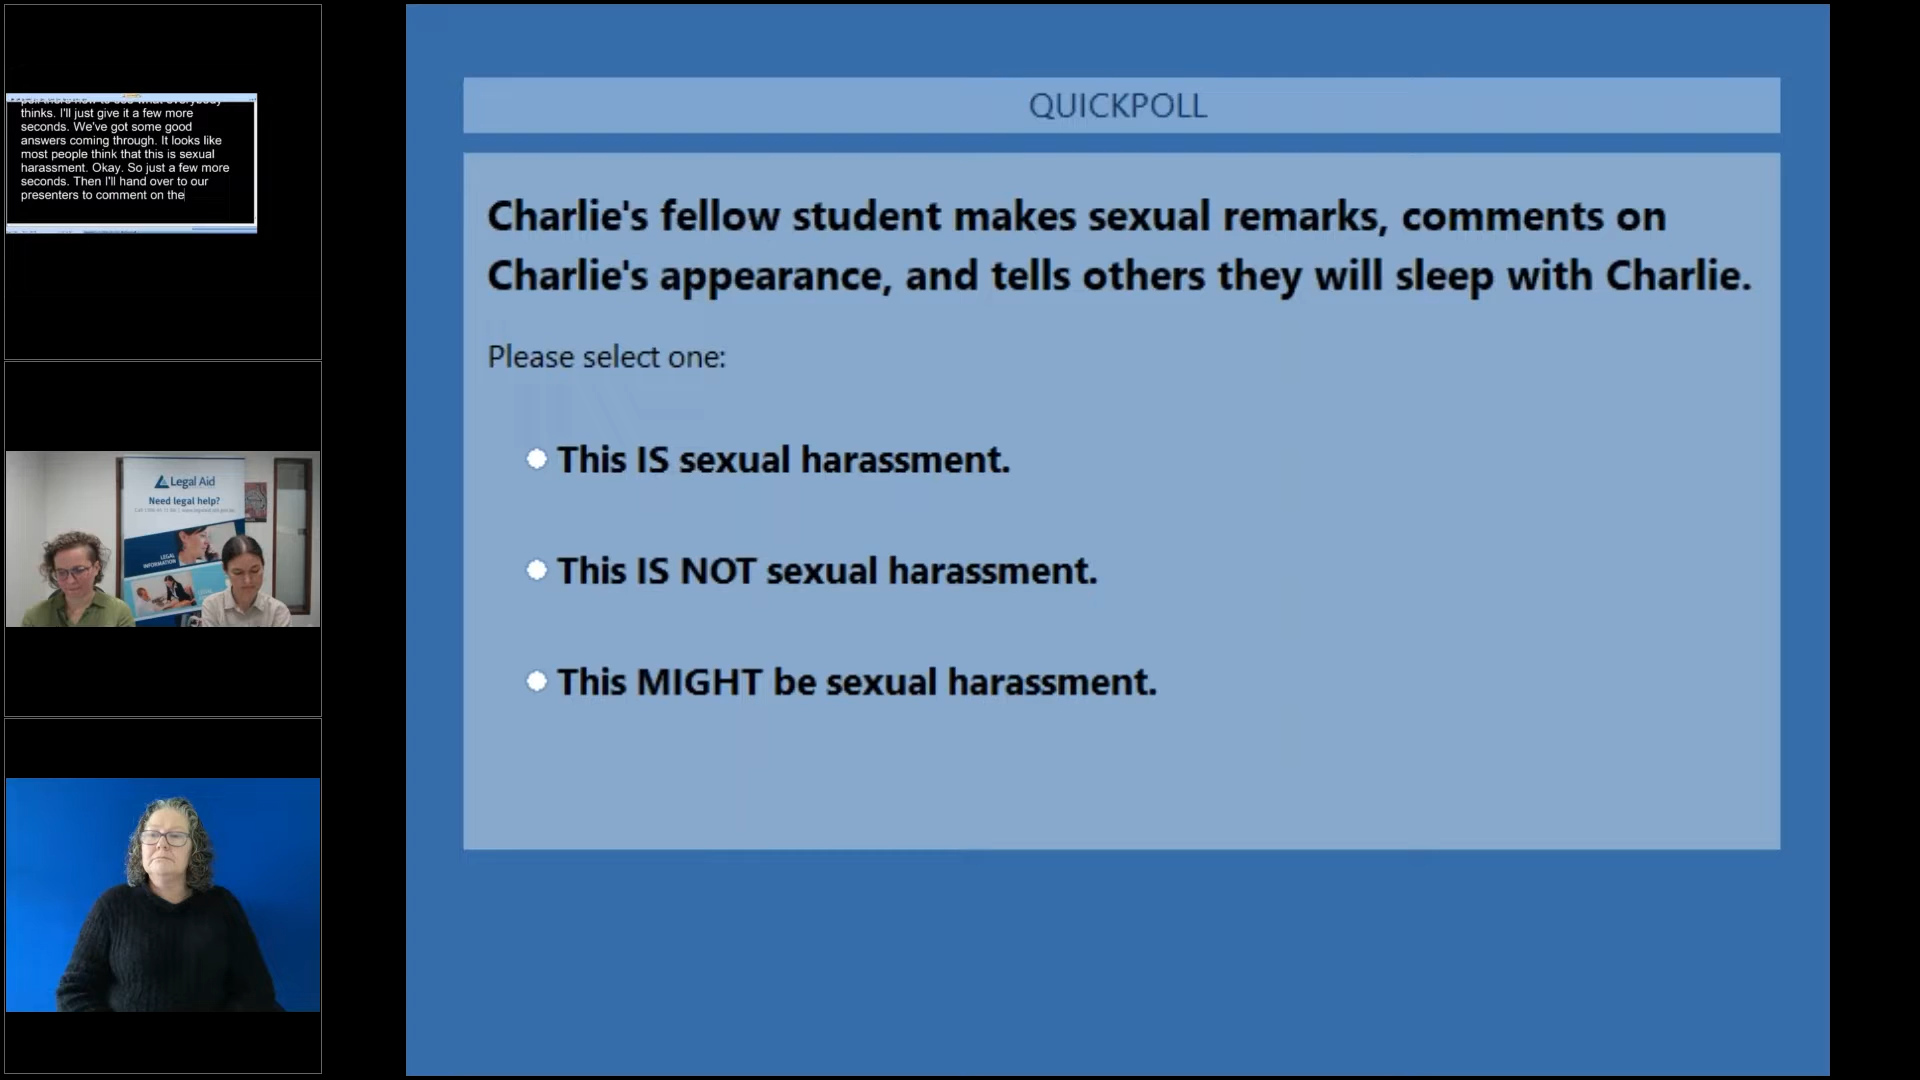 thinks. I'll just give it a few more
seconds. We've got some good
answers coming through. It looks like
most people think that this is sexual
harassment. Okay. So just a few more
seconds. Then I'll hand over to our
presenters to comment on the
Legal Aid
Need legal help?
LEGAL
INFORMATION
QUICKPOLL
Charlie's fellow student makes sexual remarks, comments on
Charlie's appearance, and tells others they will sleep with Charlie.
Please select one:
This IS sexual harassment.
This IS NOT sexual harassment.
This MIGHT be sexual harassment.